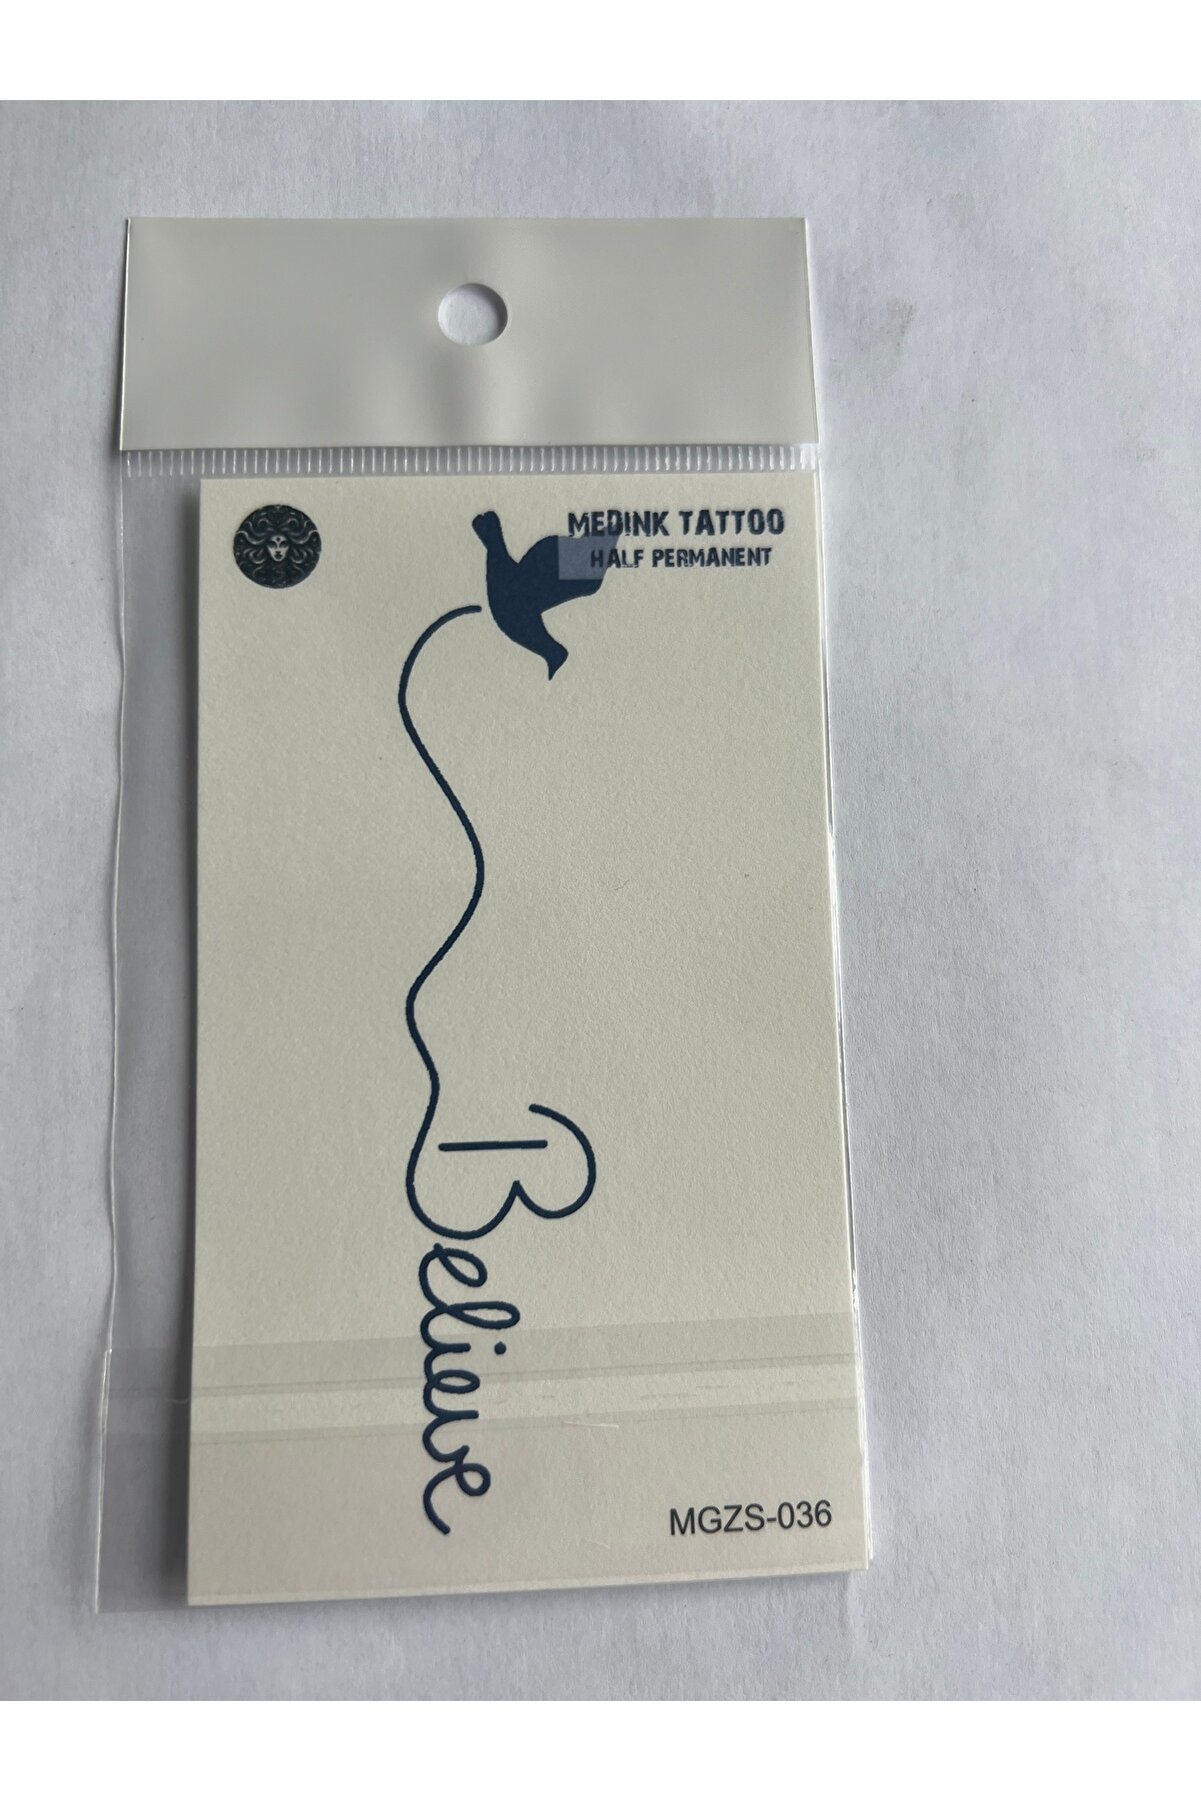 MEDINK TATTOO
HALF PERMANENT
Believe
MGZS-036